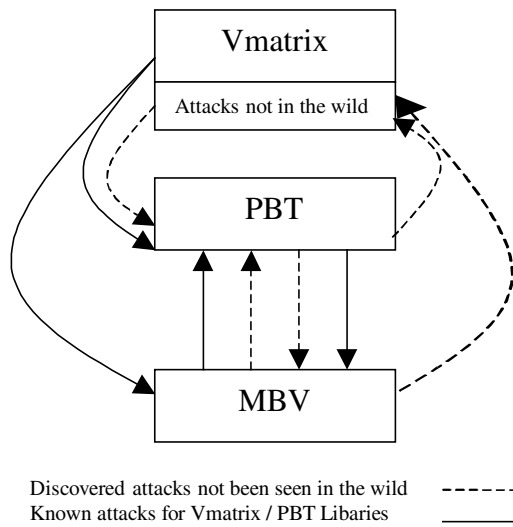 Vmatrix
Attacks not in the wild
PBT
MBV
Discovered attacks not been seen in the wild
Known attacks for Vmatrix / PBT Libaries